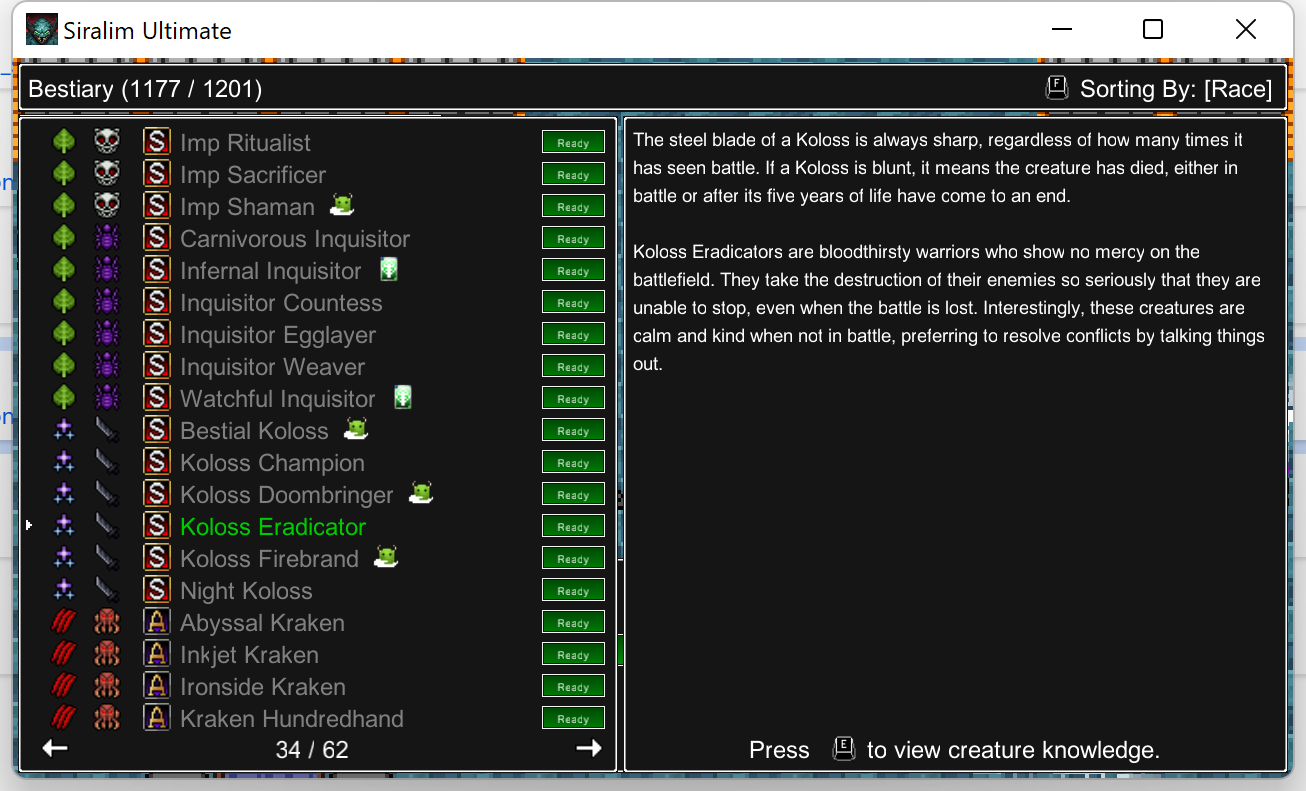 Siralim Ultimate
Bestiary (1177 / 1201)
F Sorting By: [Race]
S Imp Ritualist Ready
S Imp Sacrificer Ready
S Imp Shaman Ready
S Carnivorous Inquisitor Ready
S Infernal Inquisitor Ready
S Inquisitor Countess Ready
S Inquisitor Egglayer Ready
S Inquisitor Weaver Ready
S Watchful Inquisitor Ready
S Bestial Koloss Ready
S Koloss Champion Ready
S Koloss Doombringer Ready
S Koloss Eradicator Ready
S Koloss Firebrand Ready
S Night Koloss Ready
A Abyssal Kraken Ready
A Inkjet Kraken Ready
A Ironside Kraken Ready
A Kraken Hundredhand Ready
34 / 62
The steel blade of a Koloss is always sharp, regardless of how many times it
has seen battle. If a Koloss is blunt, it means the creature has died, either in
battle or after its five years of life have come to an end.
Koloss Eradicators are bloodthirsty warriors who show no mercy on the
battlefield. They take the destruction of their enemies so seriously that they are
unable to stop, even when the battle is lost. Interestingly, these creatures are
calm and kind when not in battle, preferring to resolve conflicts by talking things
out.
Press E to view creature knowledge.